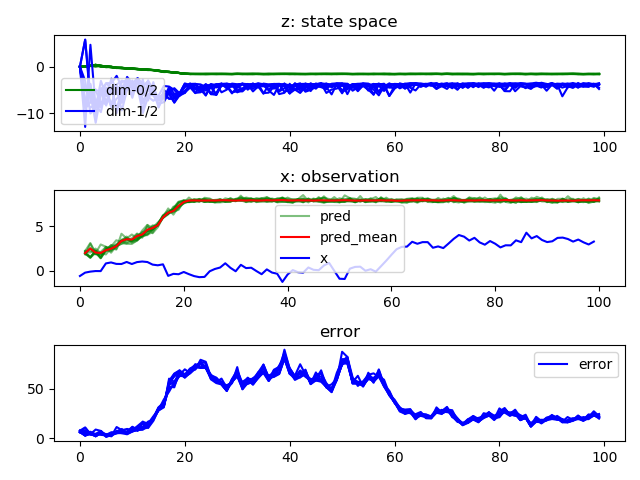 z: state space
0
−10
dim-0/2
dim-1/2
0 20 40 60 80 100
x: observation
5
0
pred
pred_mean
x
0 20 40 60 80 100
error
50
0
error
0 20 40 60 80 100